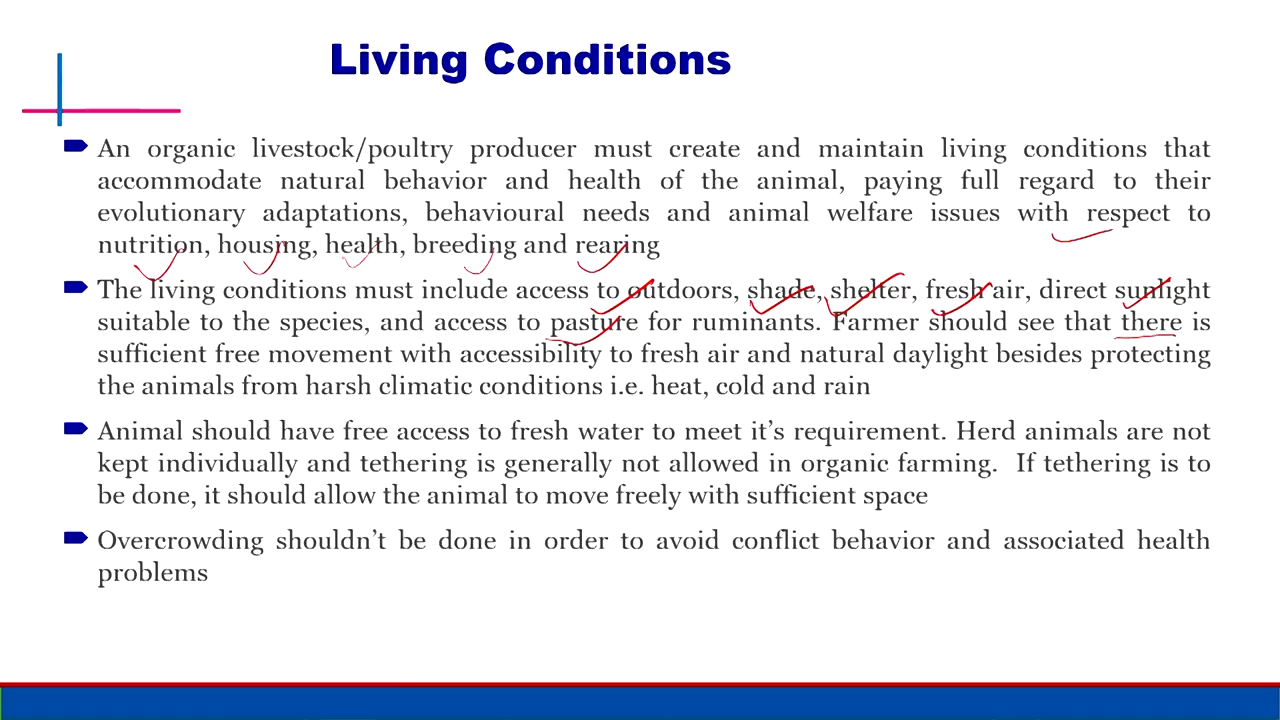 Living Conditions
An organic livestock/poultry producer must create and maintain living conditions that
accommodate natural behavior and health of the animal, paying full regard to their
evolutionary adaptations, behavioural needs and animal welfare issues with respect to
nutrition, housing, health, breeding and rearing
The living conditions must include access to outdoors, shade, shelter, fresh air, direct sunlight
suitable to the species, and access to pasture for ruminants. Farmer should see that there is
sufficient free movement with accessibility to fresh air and natural daylight besides protecting
the animals from harsh climatic conditions i.e. heat, cold and rain
Animal should have free access to fresh water to meet it’s requirement. Herd animals are not
kept individually and tethering is generally not allowed in organic farming. If tethering is to
be done, it should allow the animal to move freely with sufficient space
Overcrowding shouldn’t be done in order to avoid conflict behavior and associated health
problems